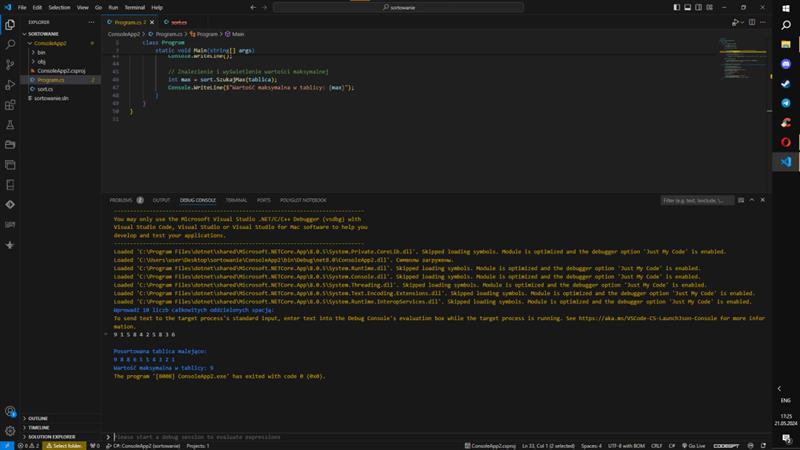 File Edit Selection View Go Run Terminal Help
sortowanie
EXPLORER
SORTOWANIE
ConsoleApp2
bin
obj
ConsoleApp2.csproj
Program.cs 2
sort.cs
sortowanie.sln
OUTLINE
TIMELINE
SOLUTION EXPLORER
Program.cs 2
sort.cs
ConsoleApp2 > Program.cs > Program > Main
class Program
static void Main(string[] args)
Console.WriteLine();
44
45 // Znalezienie i wyświetlenie wartości maksymalnej
46 int max = sort.SzukajMax(tablica);
47 Console.WriteLine($"Wartość maksymalna w tablicy: {max}");
48 }
49 }
50 }
51
PROBLEMS 2 OUTPUT DEBUG CONSOLE TERMINAL PORTS POLYGLOT NOTEBOOK
Filter (e.g. text, !exclude, ...)
You may only use the Microsoft Visual Studio .NET/C/C++ Debugger (vsdbg) with
Visual Studio Code, Visual Studio or Visual Studio for Mac software to help you
develop and test your applications.
Loaded 'C:\Program Files\dotnet\shared\Microsoft.NETCore.App\8.0.5\System.Private.CoreLib.dll'. Skipped loading symbols. Module is optimized and the debugger option 'Just My Code' is enabled.
Loaded 'C:\Users\user\Desktop\sortowanie\ConsoleApp2\bin\Debug\net8.0\ConsoleApp2.dll'. Символы загружены.
Loaded 'C:\Program Files\dotnet\shared\Microsoft.NETCore.App\8.0.5\System.Runtime.dll'. Skipped loading symbols. Module is optimized and the debugger option 'Just My Code' is enabled.
Loaded 'C:\Program Files\dotnet\shared\Microsoft.NETCore.App\8.0.5\System.Console.dll'. Skipped loading symbols. Module is optimized and the debugger option 'Just My Code' is enabled.
Loaded 'C:\Program Files\dotnet\shared\Microsoft.NETCore.App\8.0.5\System.Threading.dll'. Skipped loading symbols. Module is optimized and the debugger option 'Just My Code' is enabled.
Loaded 'C:\Program Files\dotnet\shared\Microsoft.NETCore.App\8.0.5\System.Text.Encoding.Extensions.dll'. Skipped loading symbols. Module is optimized and the debugger option 'Just My Code' is enabled.
Loaded 'C:\Program Files\dotnet\shared\Microsoft.NETCore.App\8.0.5\System.Runtime.InteropServices.dll'. Skipped loading symbols. Module is optimized and the debugger option 'Just My Code' is enabled.
Wprowadź 10 liczb całkowitych oddzielonych spacją:
To send text to the target process's standard input, enter text into the Debug Console's evaluation box while the target process is running. See https://aka.ms/VSCode-CS-LaunchJson-Console for more infor
mation.
9 1 5 8 4 2 5 8 3 6
Posortowana tablica malejąco:
9 8 8 6 5 5 4 3 2 1
Wartość maksymalna w tablicy: 9
The program '[8008] ConsoleApp2.exe' has exited with code 0 (0x0).
Please start a debug session to evaluate expressions
0 2 Select folder. 0 C#: ConsoleApp2 (sortowanie) Projects: 1
ConsoleApp2.csproj Ln 33, Col 1 (2 selected) Spaces: 4 UTF-8 with BOM CRLF C# Go Live CODEGPT
ENG
17:25
21.05.2024